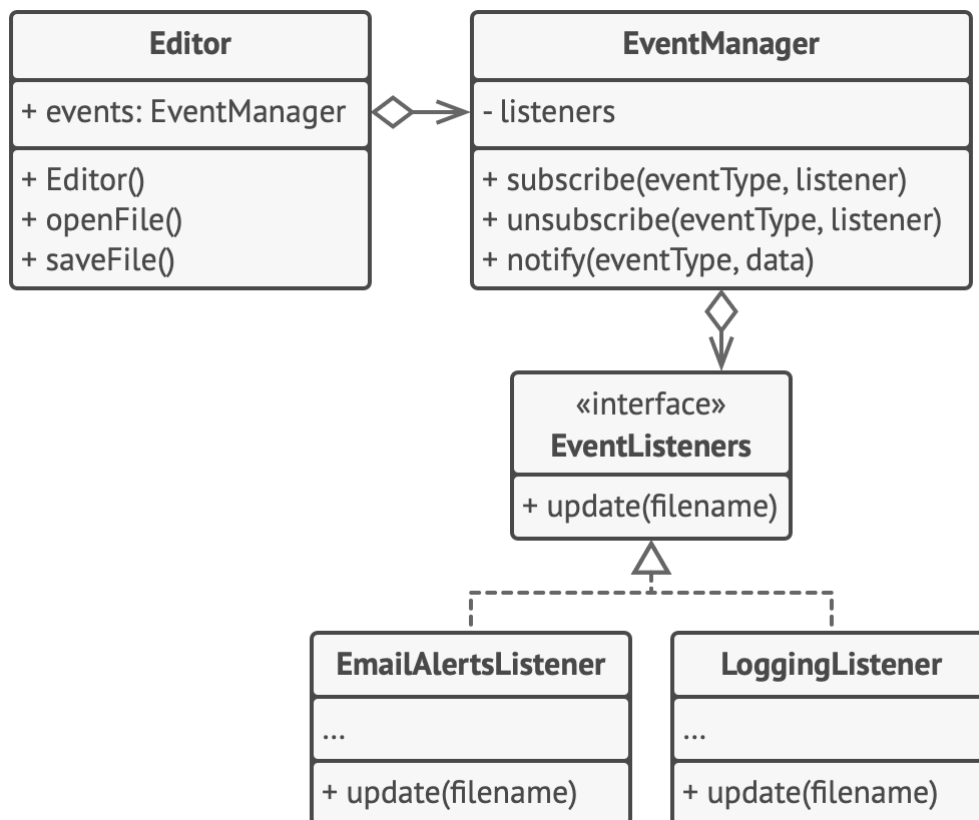 Editor
+ events: EventManager
+ Editor()
+ openFile()
+ saveFile()
EventManager
- listeners
+ subscribe(eventType, listener)
+ unsubscribe(eventType, listener)
+ notify(eventType, data)
«interface»
EventListeners
+ update(filename)
EmailAlertsListener
...
+ update(filename)
LoggingListener
...
+ update(filename)